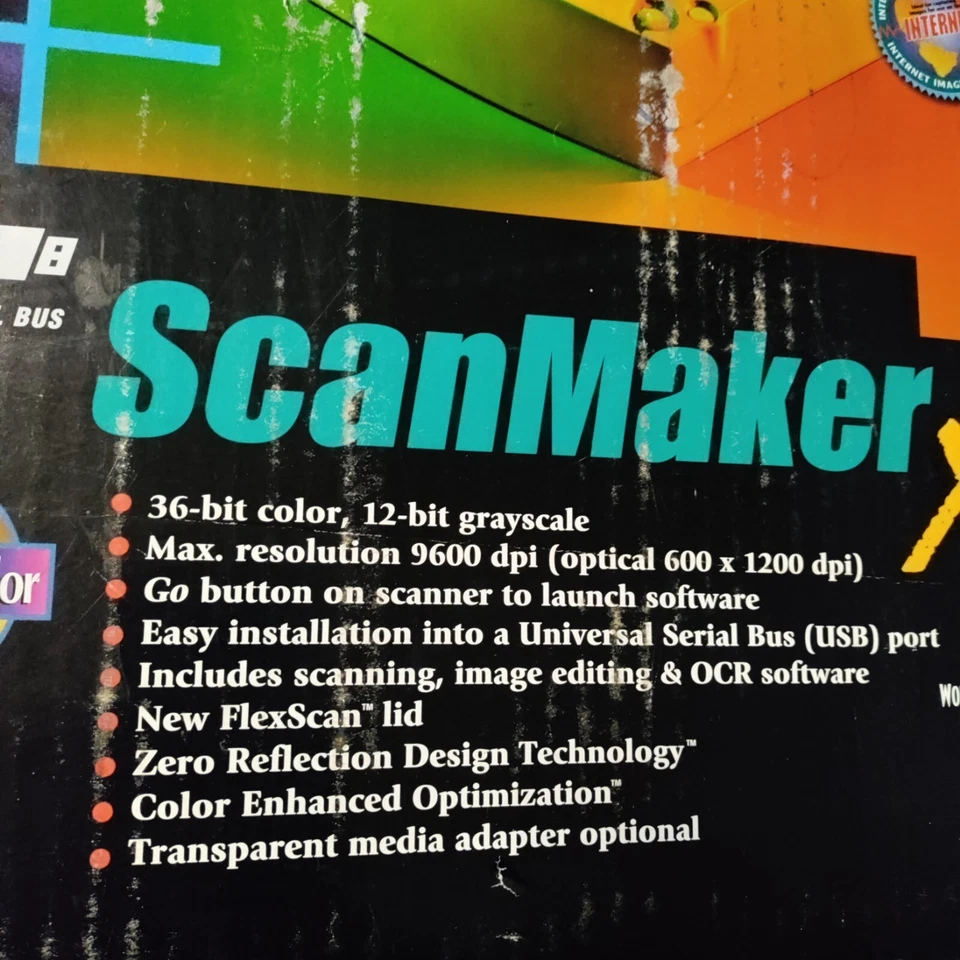 INTERNET IMAG
BUS
ScanMaker
36-bit color, 12-bit grayscale
Max. resolution 9600 dpi (optical 600 x 1200 dpi)
Go button on scanner to launch software
Easy installation into a Universal Serial Bus (USB) port
Includes scanning, image editing & OCR software
New FlexScan™ lid
Zero Reflection Design Technology™
Color Enhanced Optimization™
Transparent media adapter optional